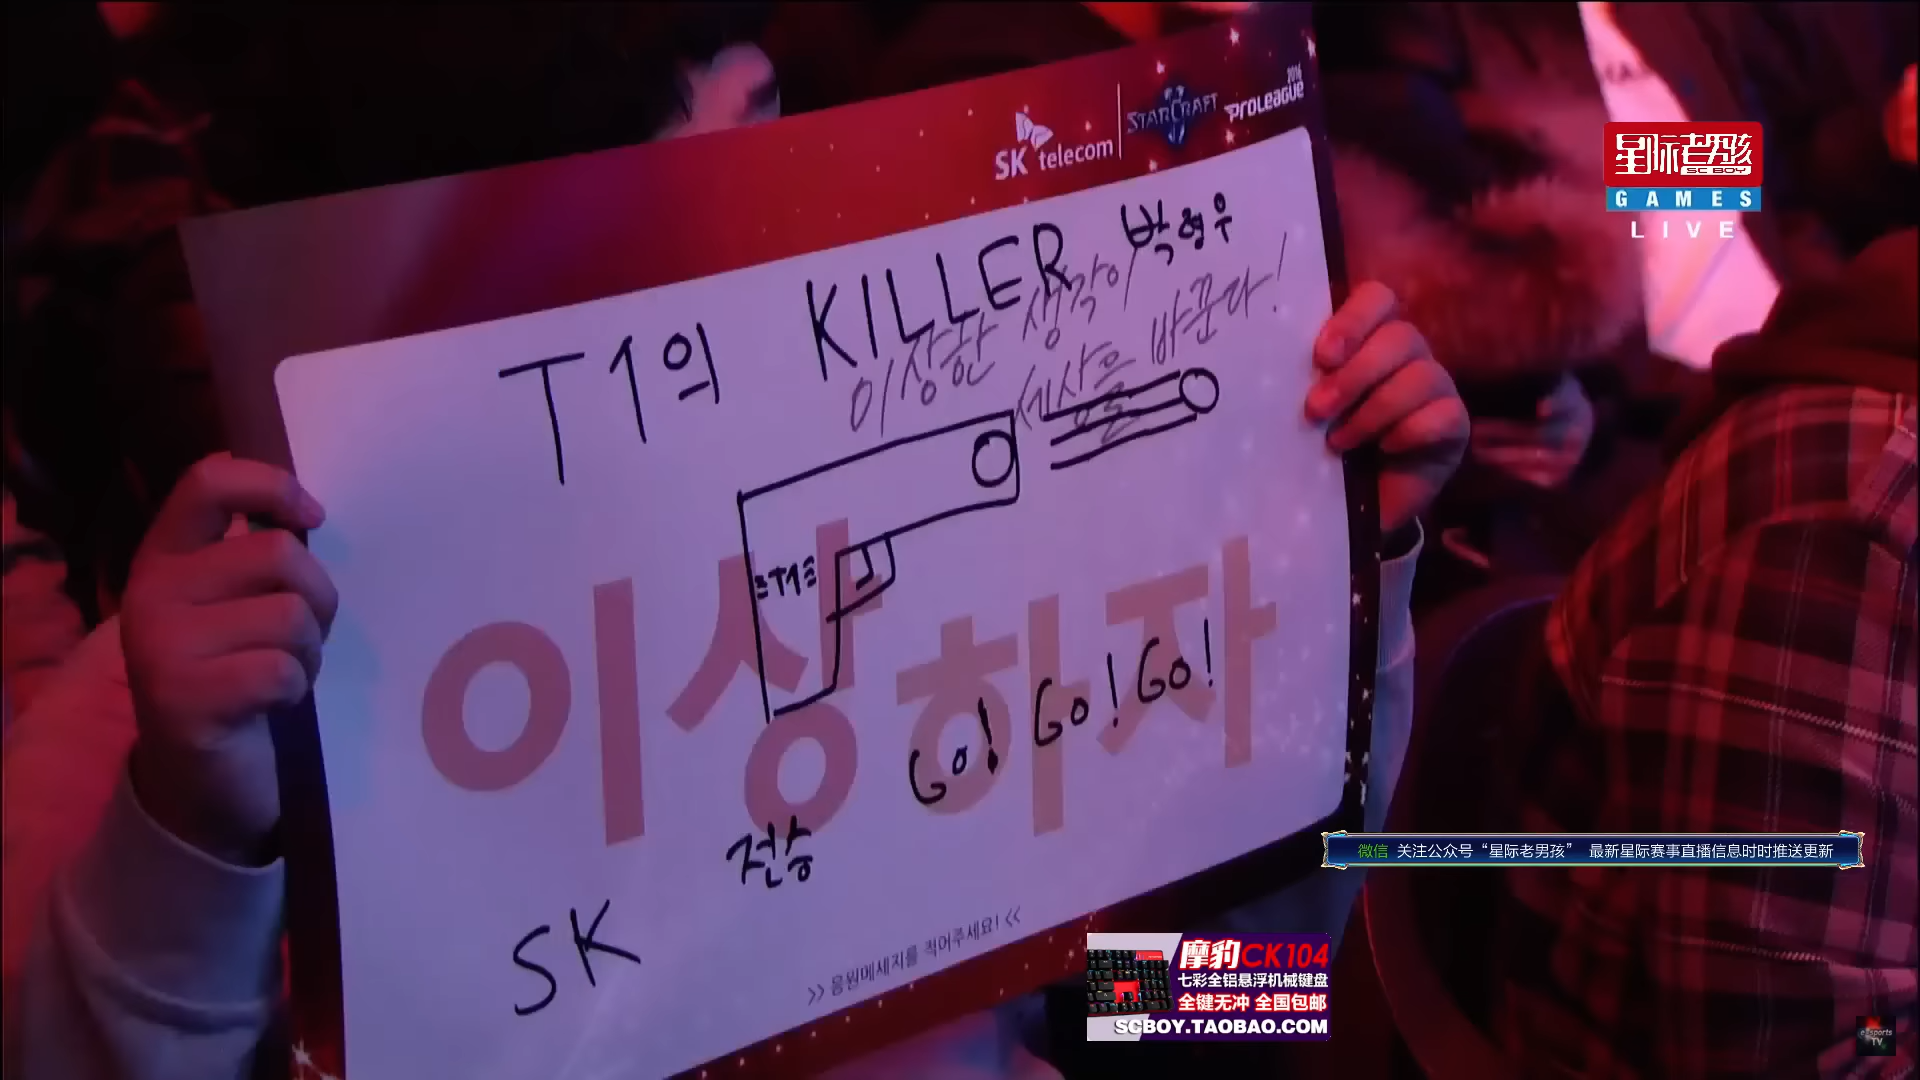 SK telecom
STARCRAFT II
2016
PROLEAGUE
T1의 KILLER 박령우
이상한 생각이
세상을 바꾼다!
T1
이상하자
Go! Go! Go!
전승
SK
>> 응원메세지를 적어주세요! <<
星际老男孩
SC BOY
GAMES
LIVE
微信 关注公众号“星际老男孩” 最新星际赛事直播信息时时推送更新
摩豹CK104
七彩全铝悬浮机械键盘
全键无冲 全国包邮
SCBOY.TAOBAO.COM
eSportsTV